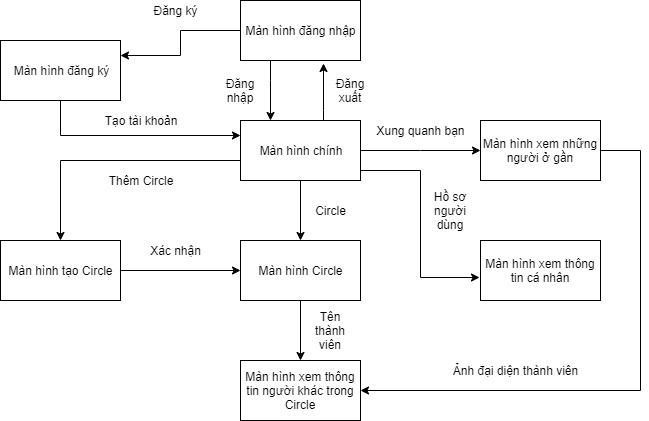 Đăng ký
Màn hình đăng nhập
Màn hình đăng ký
Đăng
nhập
Đăng
xuất
Tạo tài khoản
Màn hình chính
Xung quanh bạn
Màn hình xem những
người ở gần
Thêm Circle
Circle
Hồ sơ
người
dùng
Màn hình tạo Circle
Xác nhận
Màn hình Circle
Màn hình xem thông
tin cá nhân
Tên
thành
viên
Màn hình xem thông
tin người khác trong
Circle
Ảnh đại diện thành viên